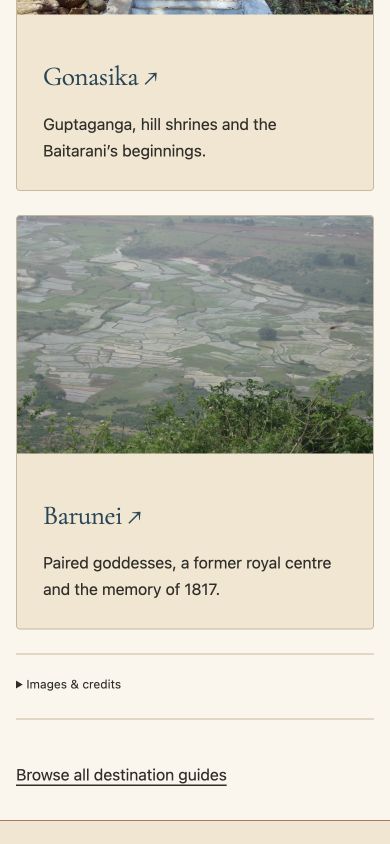 Gonasika ↗
Guptaganga, hill shrines and the
Baitarani’s beginnings.
Barunei ↗
Paired goddesses, a former royal centre
and the memory of 1817.
▶ Images & credits
Browse all destination guides